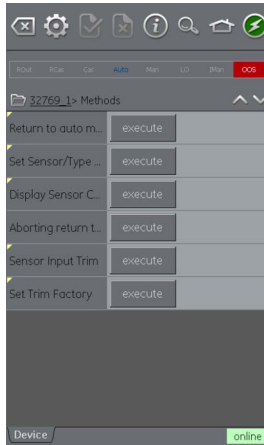 ROut RCas Cas Auto Man LO IMan OOS
32769_1> Methods
Return to auto m... execute
Set Sensor/Type ... execute
Display Sensor C... execute
Aborting return t... execute
Sensor Input Trim execute
Set Trim Factory execute
Device online